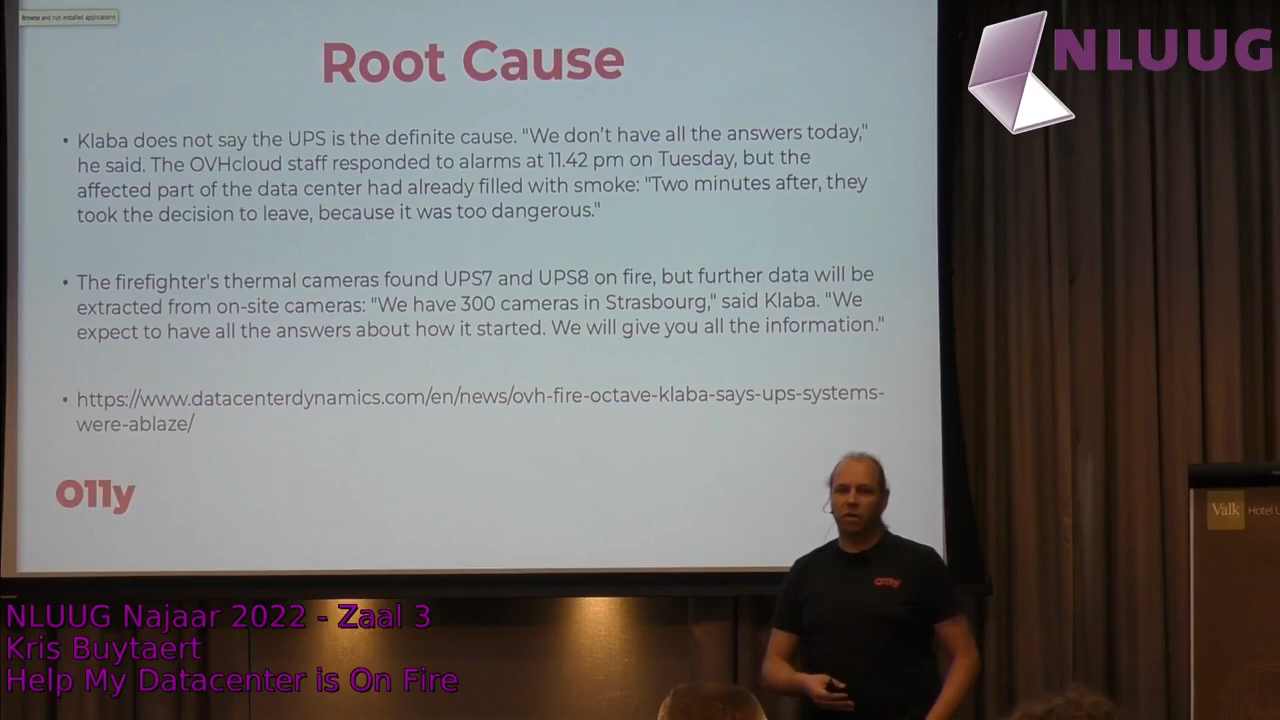 Browse and run installed applications
NLUUG
Root Cause
• Klaba does not say the UPS is the definite cause. "We don't have all the answers today,"
he said. The OVHcloud staff responded to alarms at 11.42 pm on Tuesday, but the
affected part of the data center had already filled with smoke: "Two minutes after, they
took the decision to leave, because it was too dangerous."
• The firefighter's thermal cameras found UPS7 and UPS8 on fire, but further data will be
extracted from on-site cameras: "We have 300 cameras in Strasbourg," said Klaba. "We
expect to have all the answers about how it started. We will give you all the information."
• https://www.datacenterdynamics.com/en/news/ovh-fire-octave-klaba-says-ups-systems-
were-ablaze/
O11y
O11y
Valk Hotel U
NLUUG Najaar 2022 - Zaal 3
Kris Buytaert
Help My Datacenter is On Fire